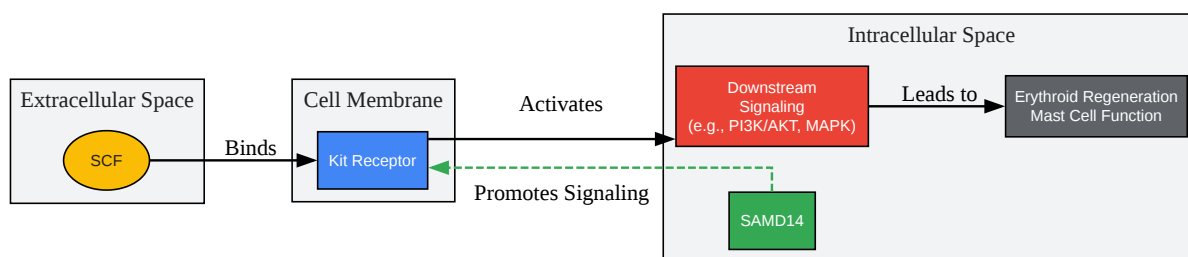 Extracellular Space
SCF
Binds
Cell Membrane
Kit Receptor
Activates
Promotes Signaling
Intracellular Space
Downstream
Signaling
(e.g., PI3K/AKT, MAPK)
Leads to
Erythroid Regeneration
Mast Cell Function
SAMD14